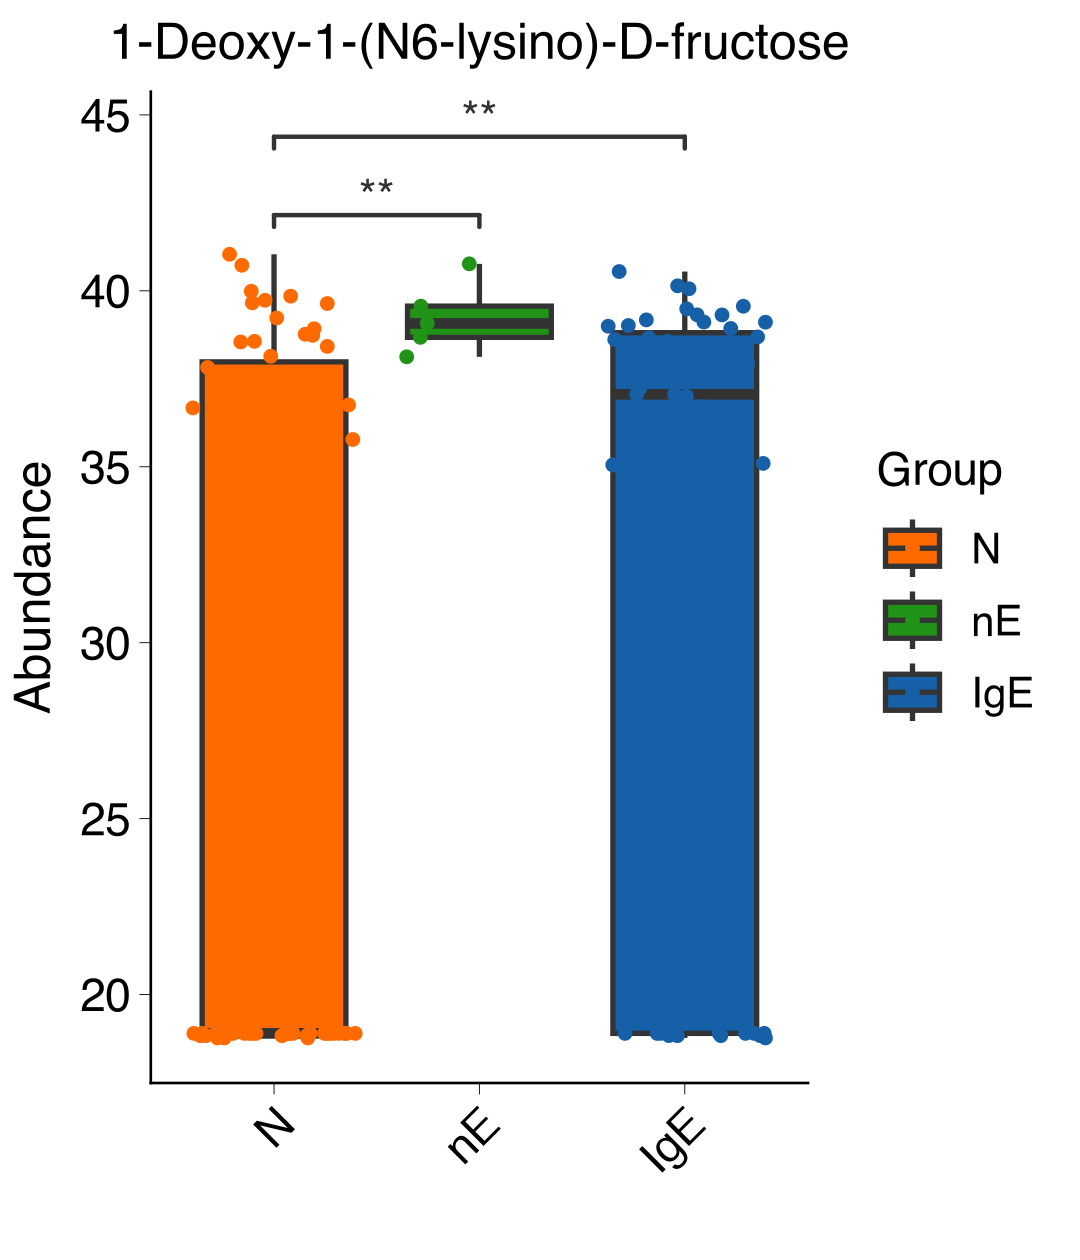 1-Deoxy-1-(N6-lysino)-D-fructose
**
**
45
40
35
30
25
20
Abundance
N
nE
IgE
Group
N
nE
IgE